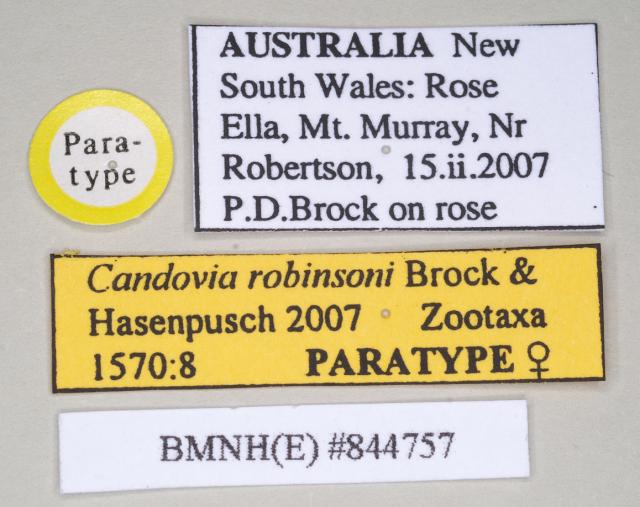 Para-
type
AUSTRALIA New
South Wales: Rose
Ella, Mt. Murray, Nr
Robertson, 15.ii.2007
P.D.Brock on rose
Candovia robinsoni Brock &
Hasenpusch 2007 Zootaxa
1570:8 PARATYPE ♀
BMNH(E) #844757